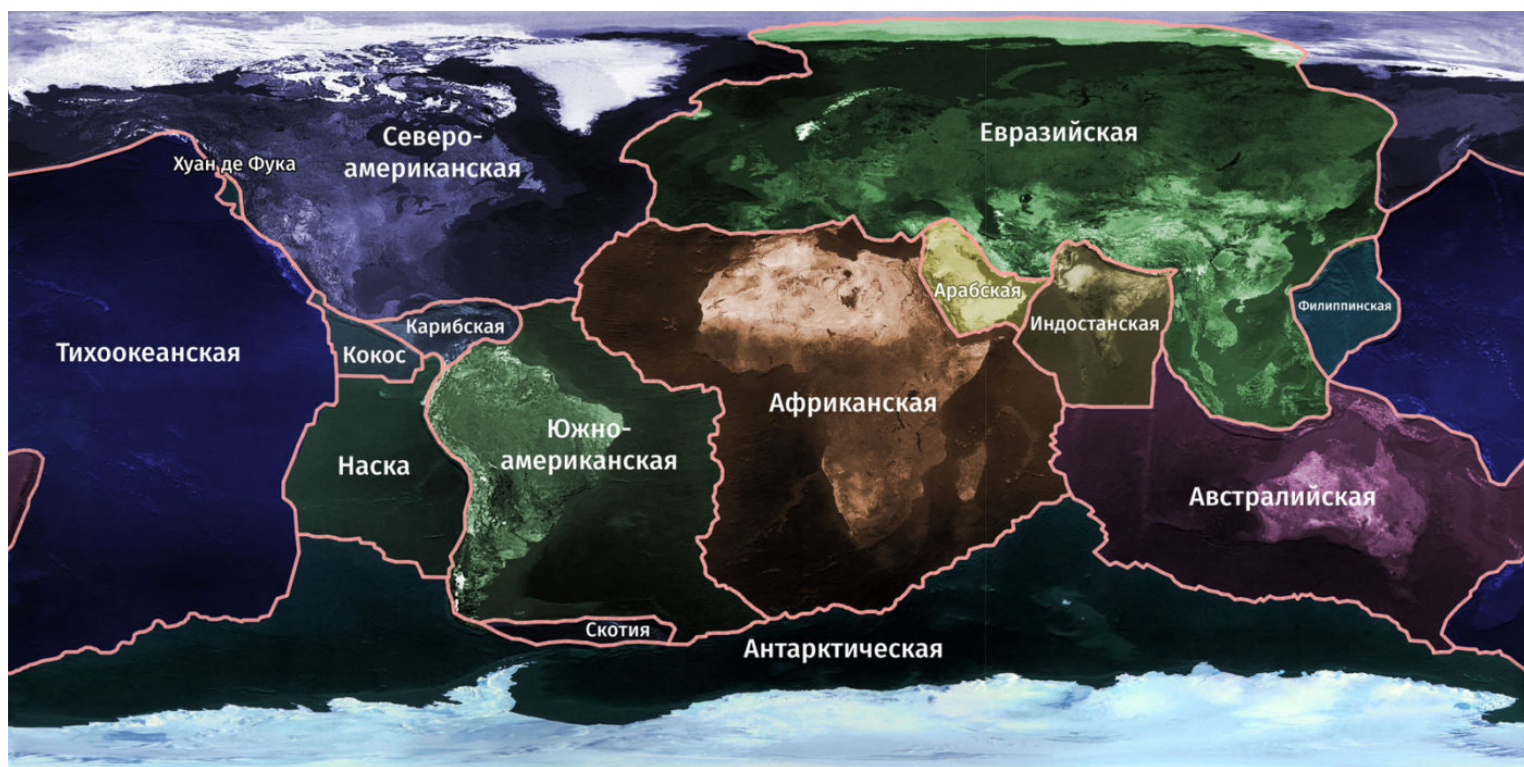 Северо-
американская
Евразийская
Хуан де Фука
Арабская
Филиппинская
Карибская
Индостанская
Тихоокеанская
Кокос
Африканская
Южно-
американская
Наска
Австралийская
Скотия
Антарктическая